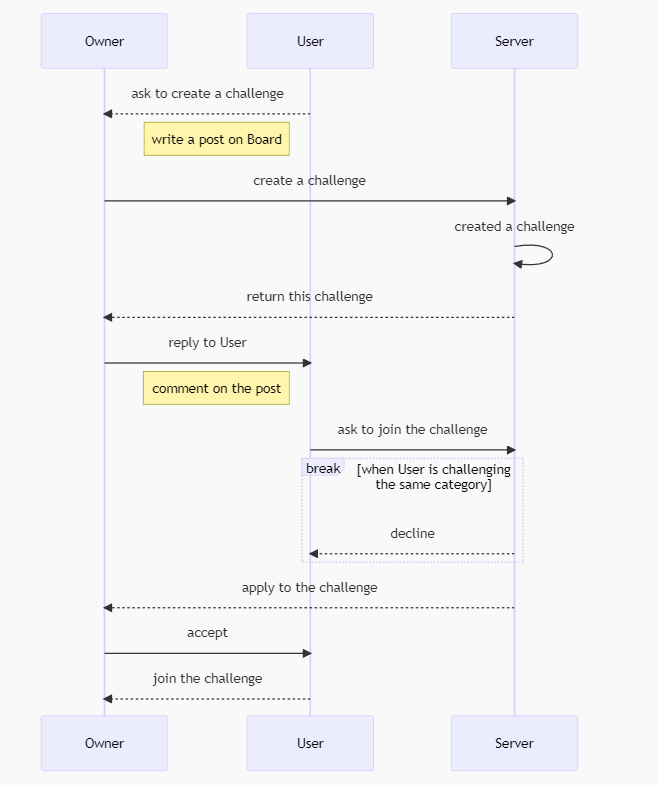 Owner User Server
ask to create a challenge
write a post on Board
create a challenge
created a challenge
return this challenge
reply to User
comment on the post
ask to join the challenge
break [when User is challenging
the same category]
decline
apply to the challenge
accept
join the challenge
Owner User Server